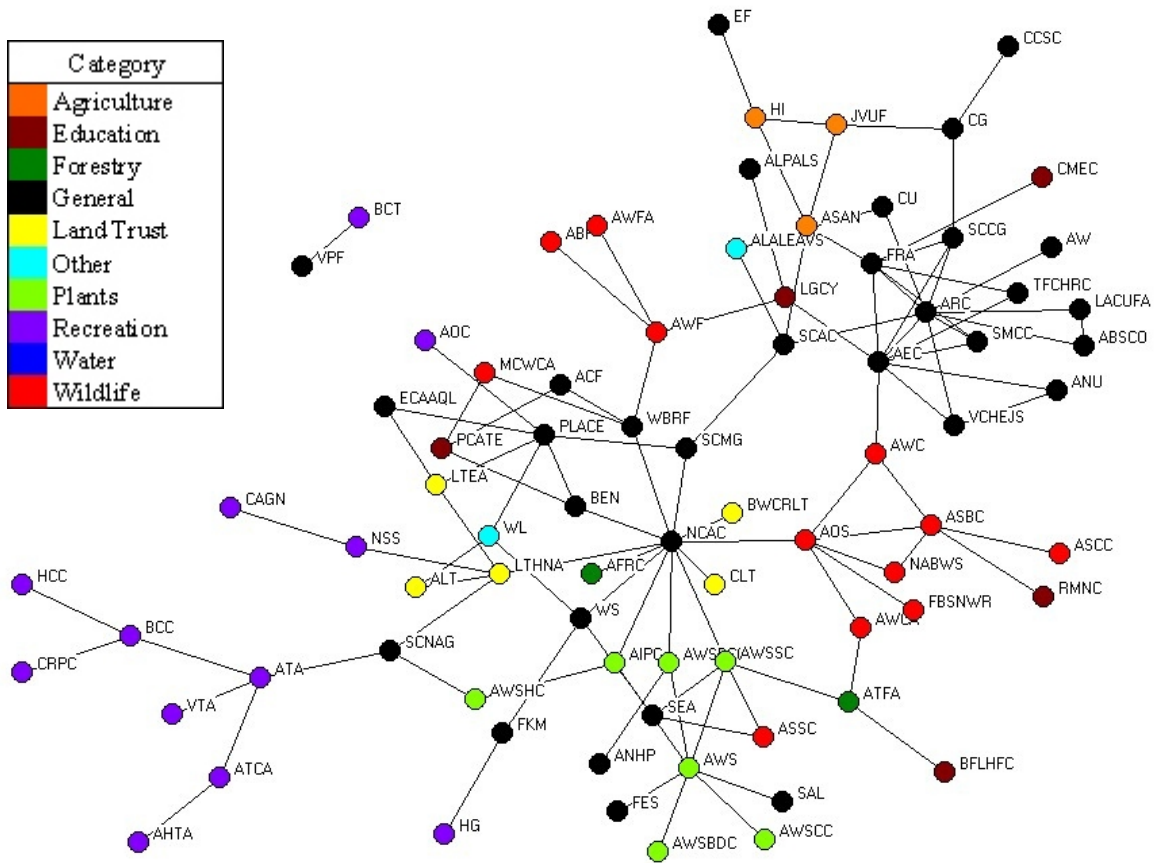 Category
Agriculture
Education
Forestry
General
Land Trust
Other
Plants
Recreation
Water
Wildlife
EF
CCSC
HI
JVUF
CG
ALPALS
CMEC
CU
BCT
AWFA
ASAN
ABF
ALALEAVS
SCCG
AW
VPF
FRA
TFCHRC
LGCY
ARC
LACUFA
AOC
AWF
SCAC
SMCC
ABSCO
AEC
MCWCA
ACF
ANU
ECAAQL
WBRF
VCHEJS
PLACE
PCATE
SCMG
AWC
LTEA
CAGN
BEN
BWCRLT
WL
ASBC
NSS
NCAC
AOS
ASCC
HCC
ALT
LTHNA
AFRC
CLT
NABWS
RMNC
BCC
WS
FBSNWR
SCNAG
CRPC
ATA
AIPC
AWSSC
AWSHC
ATFA
VTA
SEA
FKM
ASSC
ANHP
AWS
BFLHFC
ATCA
FES
SAL
AHTA
HG
AWSBDC
AWSCC